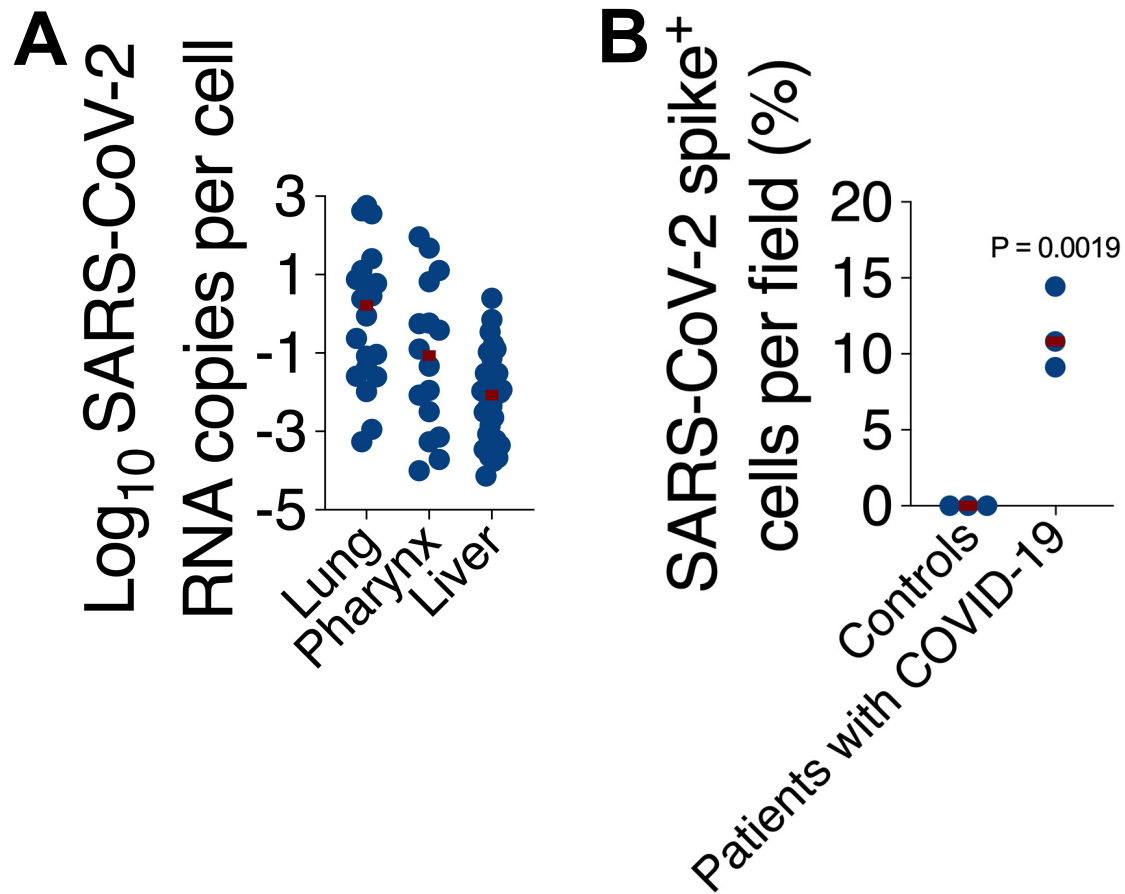 A
Log10 SARS-CoV-2
RNA copies per cell
3
1
-1
-3
-5
Lung
Pharynx
Liver
B
SARS-CoV-2 spike+
cells per field (%)
20
15
10
5
0
P = 0.0019
Controls
Patients with COVID-19